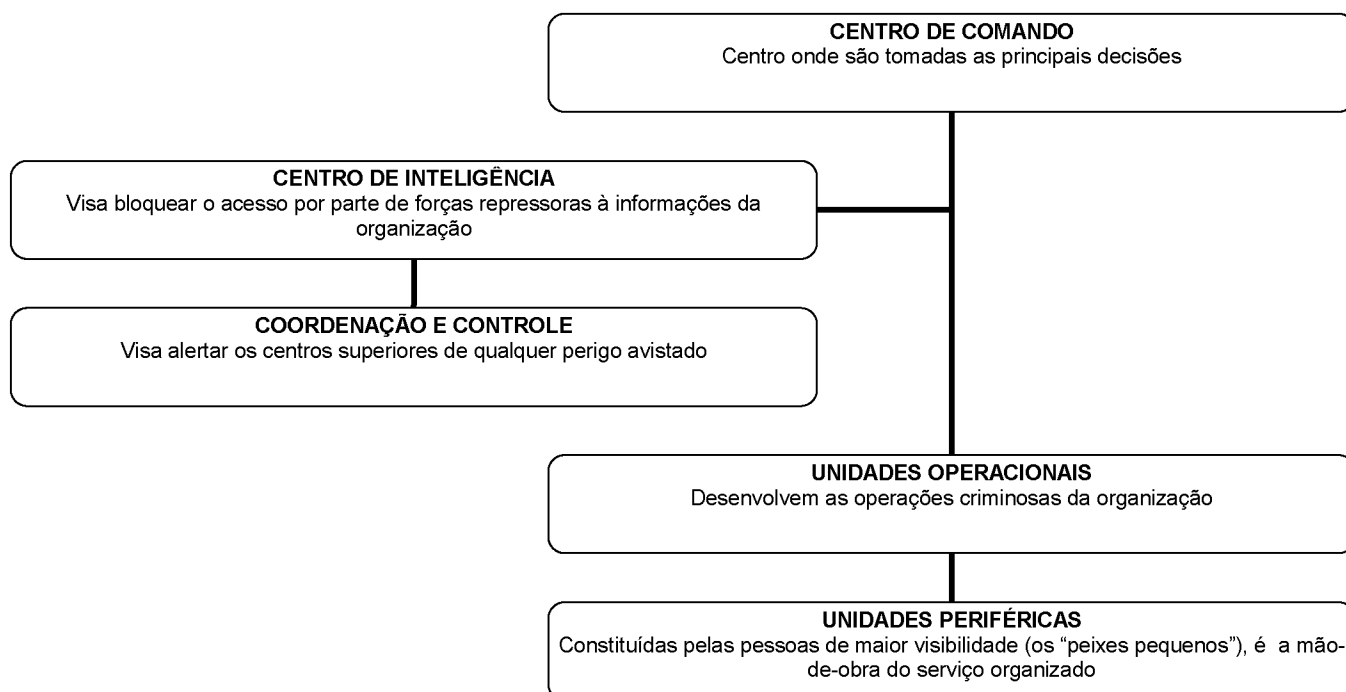 CENTRO DE COMANDO
Centro onde são tomadas as principais decisões
CENTRO DE INTELIGÊNCIA
Visa bloquear o acesso por parte de forças repressoras à informações da
organização
COORDENAÇÃO E CONTROLE
Visa alertar os centros superiores de qualquer perigo avistado
UNIDADES OPERACIONAIS
Desenvolvem as operações criminosas da organização
UNIDADES PERIFÉRICAS
Constituídas pelas pessoas de maior visibilidade (os “peixes pequenos”), é a mão-
de-obra do serviço organizado